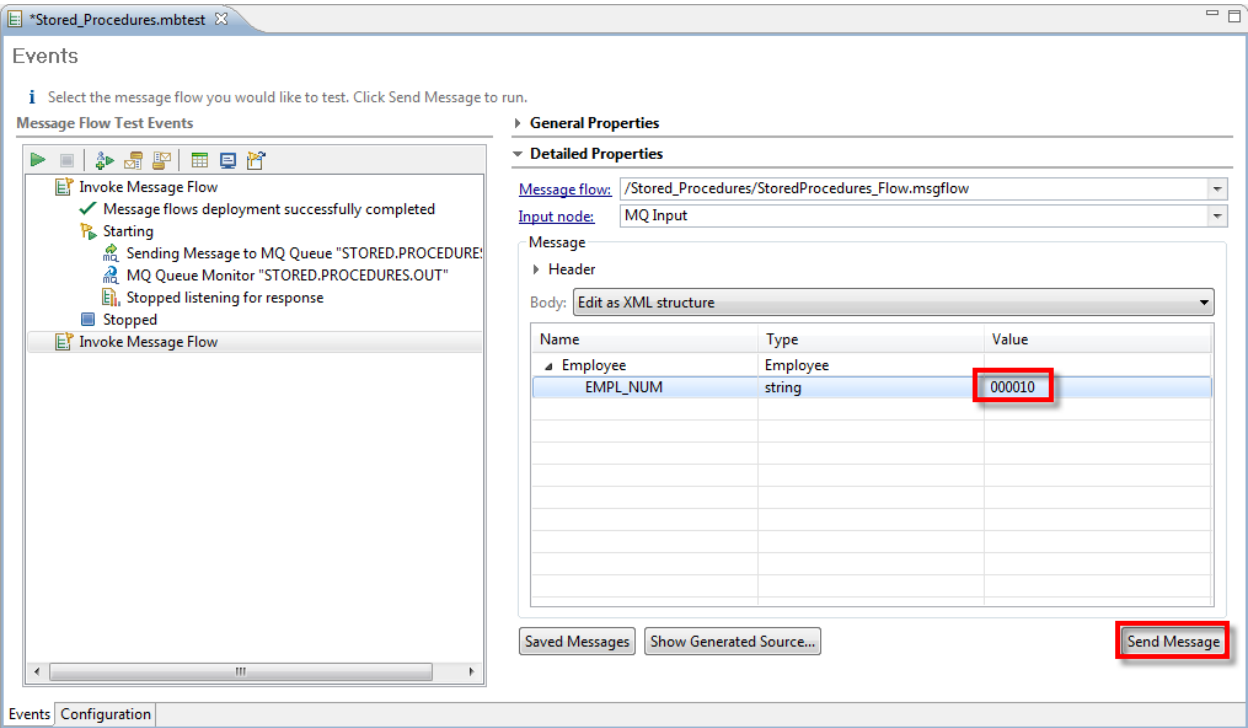 *Stored_Procedures.mbtest
Events
Select the message flow you would like to test. Click Send Message to run.
Message Flow Test Events
Invoke Message Flow
Message flows deployment successfully completed
Starting
Sending Message to MQ Queue "STORED.PROCEDURES
MQ Queue Monitor "STORED.PROCEDURES.OUT"
Stopped listening for response
Stopped
Invoke Message Flow
General Properties
Detailed Properties
Message flow: /Stored_Procedures/StoredProcedures_Flow.msgflow
Input node: MQ Input
Message
Header
Body: Edit as XML structure
Name Type Value
Employee Employee
EMPL_NUM string 000010
Saved Messages Show Generated Source... Send Message
Events Configuration